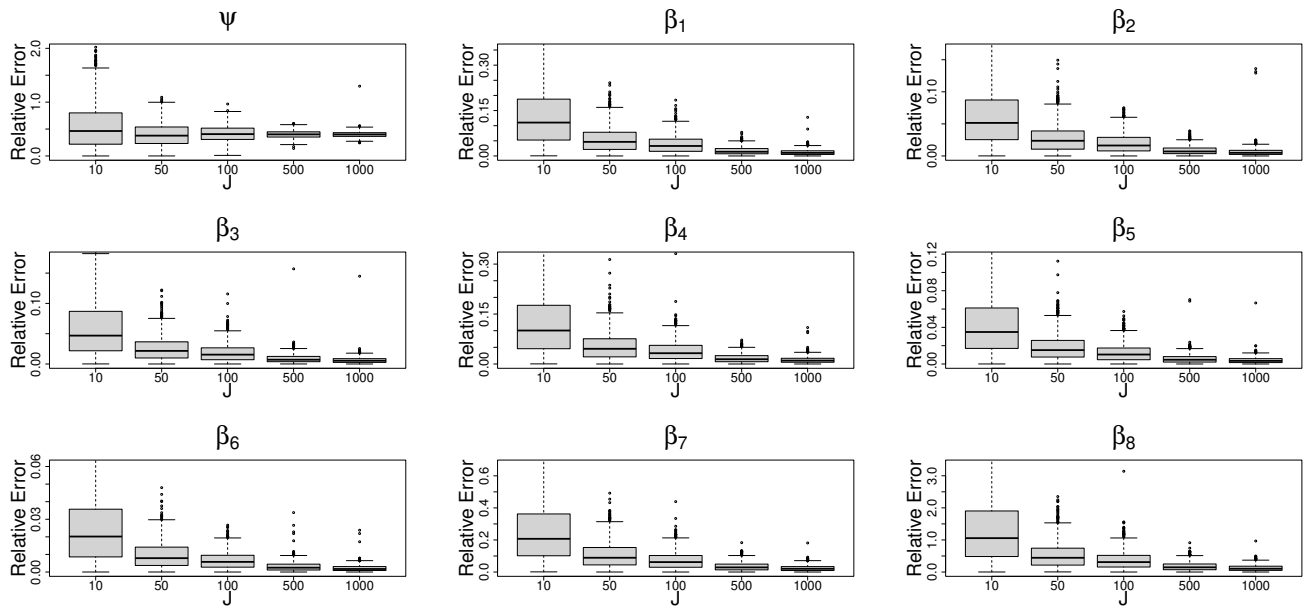 ψ
Relative Error
0.0 1.0 2.0
10 50 100 500 1000
J
β1
Relative Error
0.00 0.15 0.30
10 50 100 500 1000
J
β2
Relative Error
0.00 0.10
10 50 100 500 1000
J
β3
Relative Error
0.00 0.10
10 50 100 500 1000
J
β4
Relative Error
0.00 0.15 0.30
10 50 100 500 1000
J
β5
Relative Error
0.00 0.04 0.08 0.12
10 50 100 500 1000
J
β6
Relative Error
0.00 0.03 0.06
10 50 100 500 1000
J
β7
Relative Error
0.0 0.2 0.4 0.6
10 50 100 500 1000
J
β8
Relative Error
0.0 1.0 2.0 3.0
10 50 100 500 1000
J